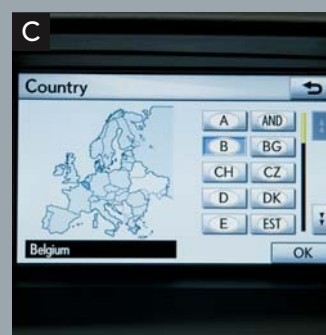 C
Country
A AND
B BG
CH CZ
D DK
E EST
Belgium
OK